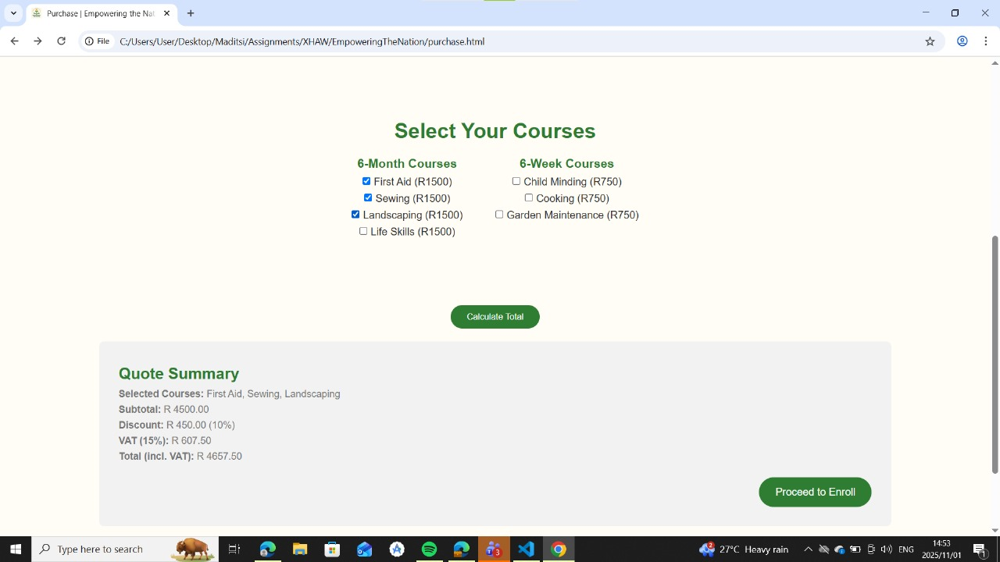 Purchase | Empowering the Nat
File
C:/Users/User/Desktop/Maditsi/Assignments/XHAW/EmpoweringTheNation/purchase.html
Select Your Courses
6-Month Courses
First Aid (R1500)
Sewing (R1500)
Landscaping (R1500)
Life Skills (R1500)
6-Week Courses
Child Minding (R750)
Cooking (R750)
Garden Maintenance (R750)
Calculate Total
Quote Summary
Selected Courses: First Aid, Sewing, Landscaping
Subtotal: R 4500.00
Discount: R 450.00 (10%)
VAT (15%): R 607.50
Total (incl. VAT): R 4657.50
Proceed to Enroll
Type here to search
3
2
27°C Heavy rain
ENG
14:53
2025/11/01
1